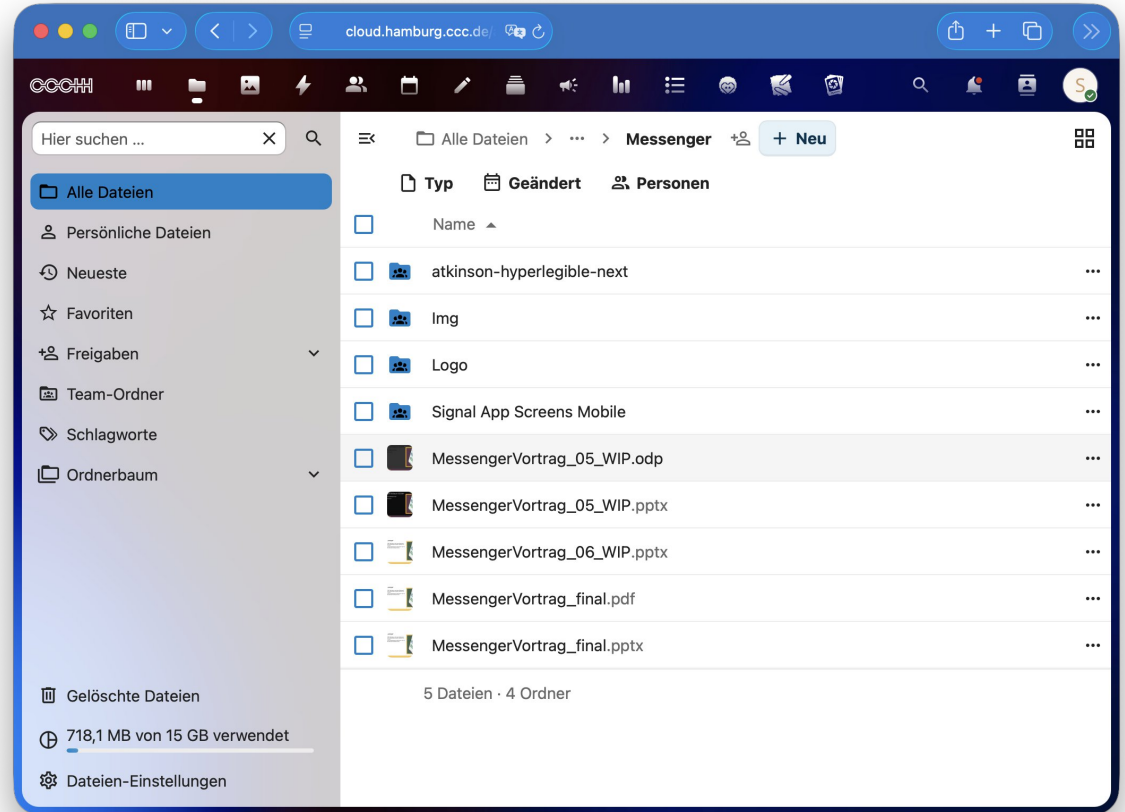 cloud.hamburg.ccc.de/
CCCHH
S
Hier suchen ...
Alle Dateien
Persönliche Dateien
Neueste
Favoriten
Freigaben
Team-Ordner
Schlagworte
Ordnerbaum
Gelöschte Dateien
718,1 MB von 15 GB verwendet
Dateien-Einstellungen
Alle Dateien > ... > Messenger + Neu
Typ Geändert Personen
Name
atkinson-hyperlegible-next
Img
Logo
Signal App Screens Mobile
MessengerVortrag_05_WIP.odp
MessengerVortrag_05_WIP.pptx
MessengerVortrag_06_WIP.pptx
MessengerVortrag_final.pdf
MessengerVortrag_final.pptx
5 Dateien · 4 Ordner